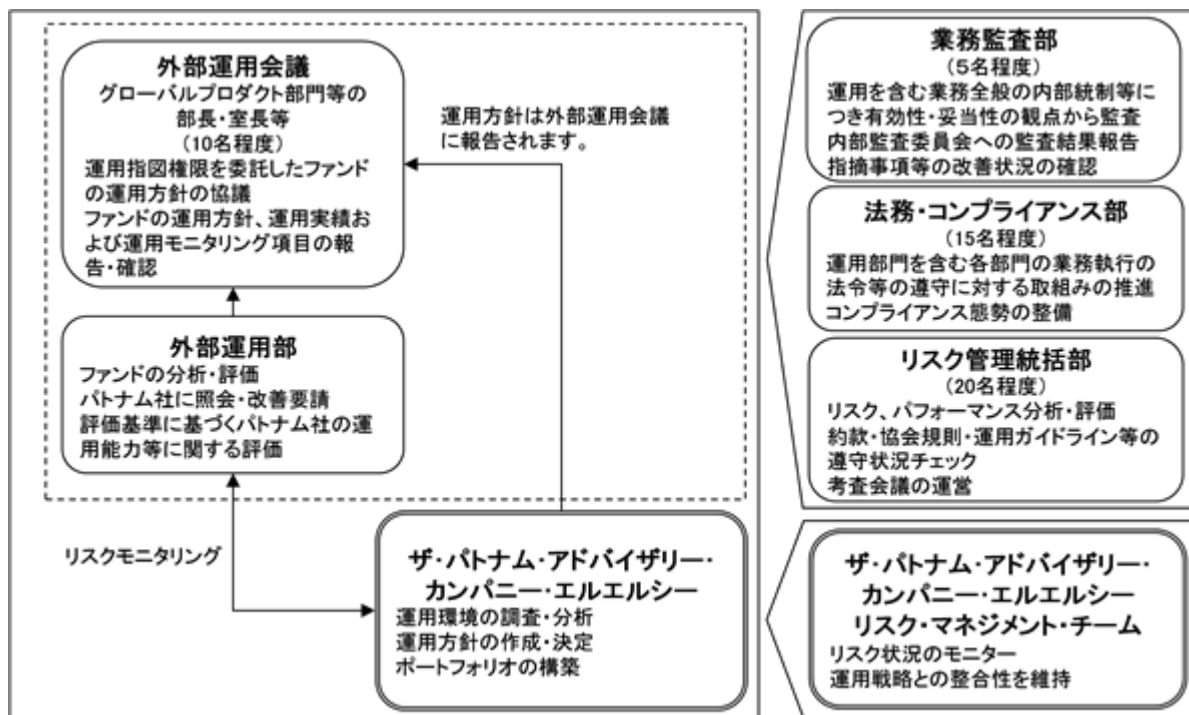 外部運用会議
グローバルプロダクト部門等の
部長・室長等
（10名程度）
運用指図権限を委託したファンド
の運用方針の協議
ファンドの運用方針、運用実績お
よび運用モニタリング項目の報
告・確認
運用方針は外部運用会議
に報告されます。
外部運用部
ファンドの分析・評価
パトナム社に照会・改善要請
評価基準に基づくパトナム社の運
用能力等に関する評価
リスクモニタリング
ザ・パトナム・アドバイザリー・
カンパニー・エルエルシー
運用環境の調査・分析
運用方針の作成・決定
ポートフォリオの構築
業務監査部
（5名程度）
運用を含む業務全般の内部統制等に
つき有効性・妥当性の観点から監査
内部監査委員会への監査結果報告
指摘事項等の改善状況の確認
法務・コンプライアンス部
（15名程度）
運用部門を含む各部門の業務執行の
法令等の遵守に対する取組みの推進
コンプライアンス態勢の整備
リスク管理統括部
（20名程度）
リスク、パフォーマンス分析・評価
約款・協会規則・運用ガイドライン等の
遵守状況チェック
考査会議の運営
ザ・パトナム・アドバイザリー・
カンパニー・エルエルシー
リスク・マネジメント・チーム
リスク状況のモニター
運用戦略との整合性を維持